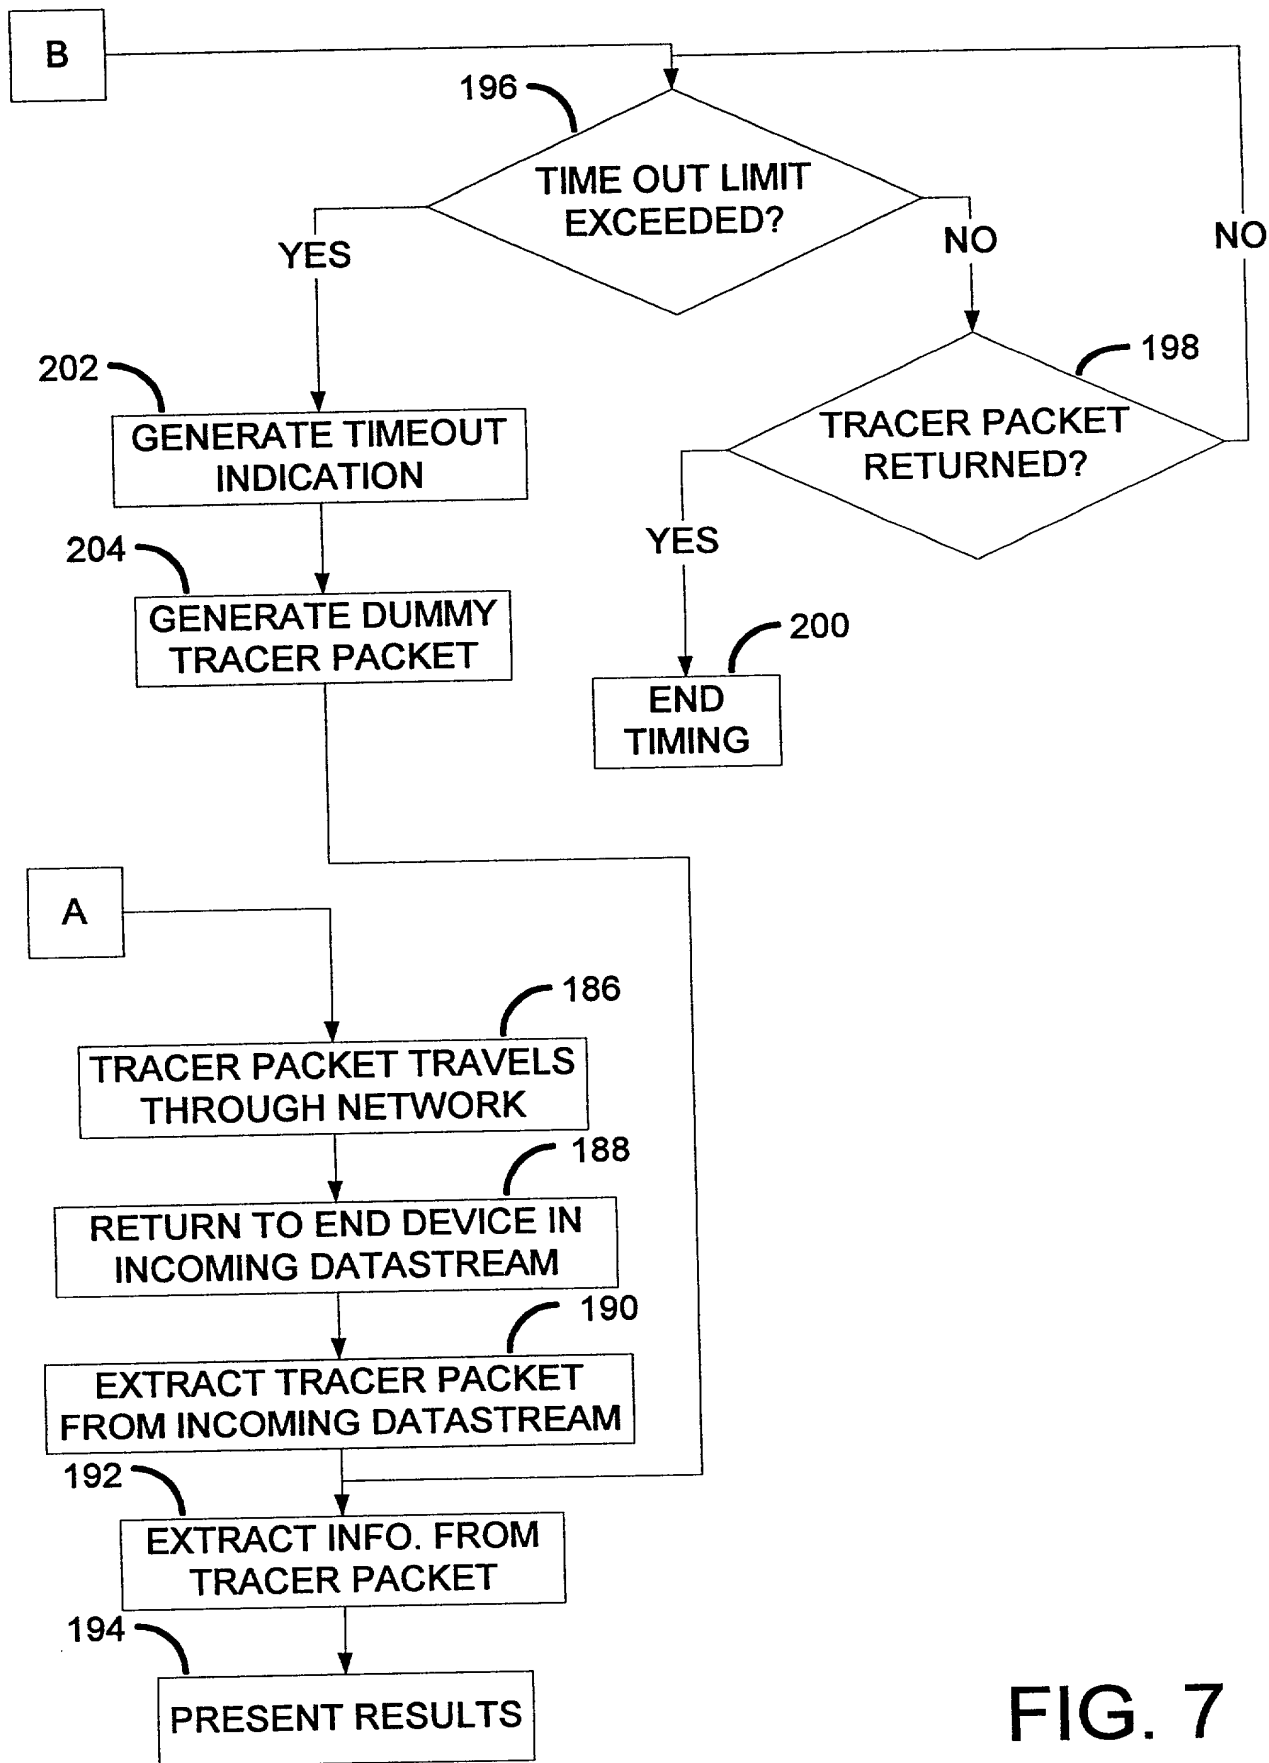 B
196
TIME OUT LIMIT
EXCEEDED?
YES
NO
NO
202
198
GENERATE TIMEOUT
INDICATION
TRACER PACKET
RETURNED?
YES
204
GENERATE DUMMY
TRACER PACKET
200
END
TIMING
A
186
TRACER PACKET TRAVELS
THROUGH NETWORK
188
RETURN TO END DEVICE IN
INCOMING DATASTREAM
190
EXTRACT TRACER PACKET
FROM INCOMING DATASTREAM
192
EXTRACT INFO. FROM
TRACER PACKET
194
PRESENT RESULTS
FIG. 7